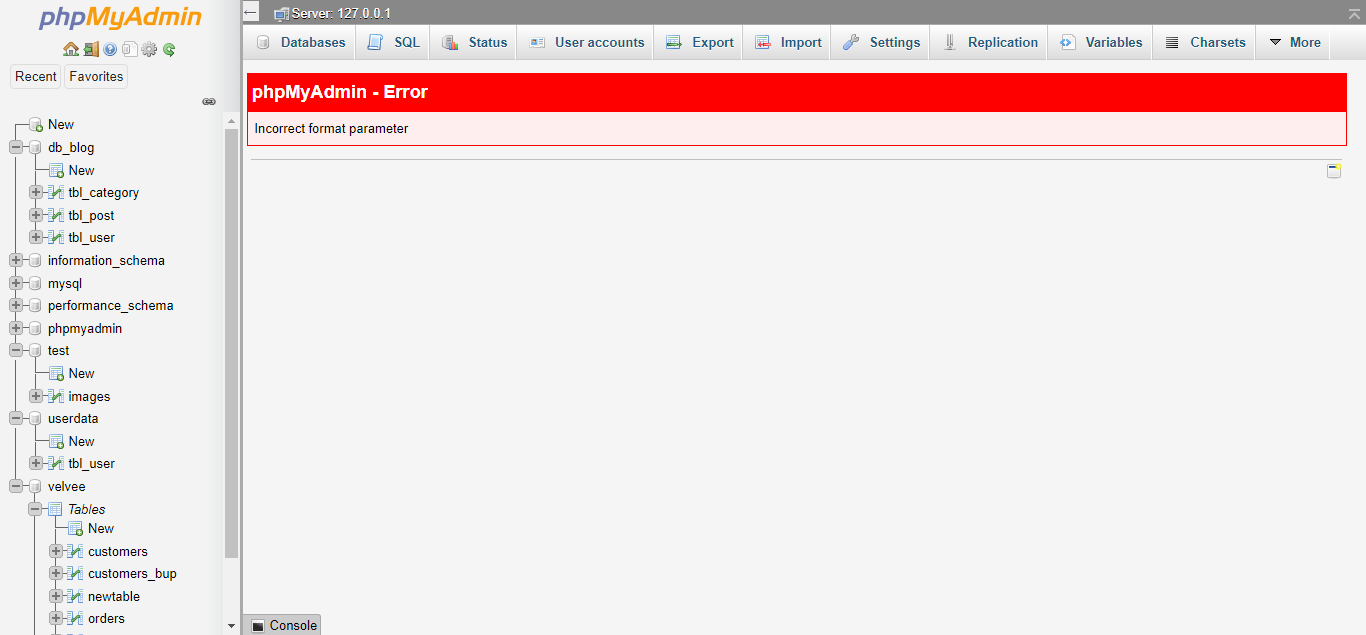 phpMyAdmin
Recent Favorites
New
db_blog
New
tbl_category
tbl_post
tbl_user
information_schema
mysql
performance_schema
phpmyadmin
test
New
images
userdata
New
tbl_user
velvee
Tables
New
customers
customers_bup
newtable
orders
Server: 127.0.0.1
Databases SQL Status User accounts Export Import Settings Replication Variables Charsets More
phpMyAdmin - Error
Incorrect format parameter
Console